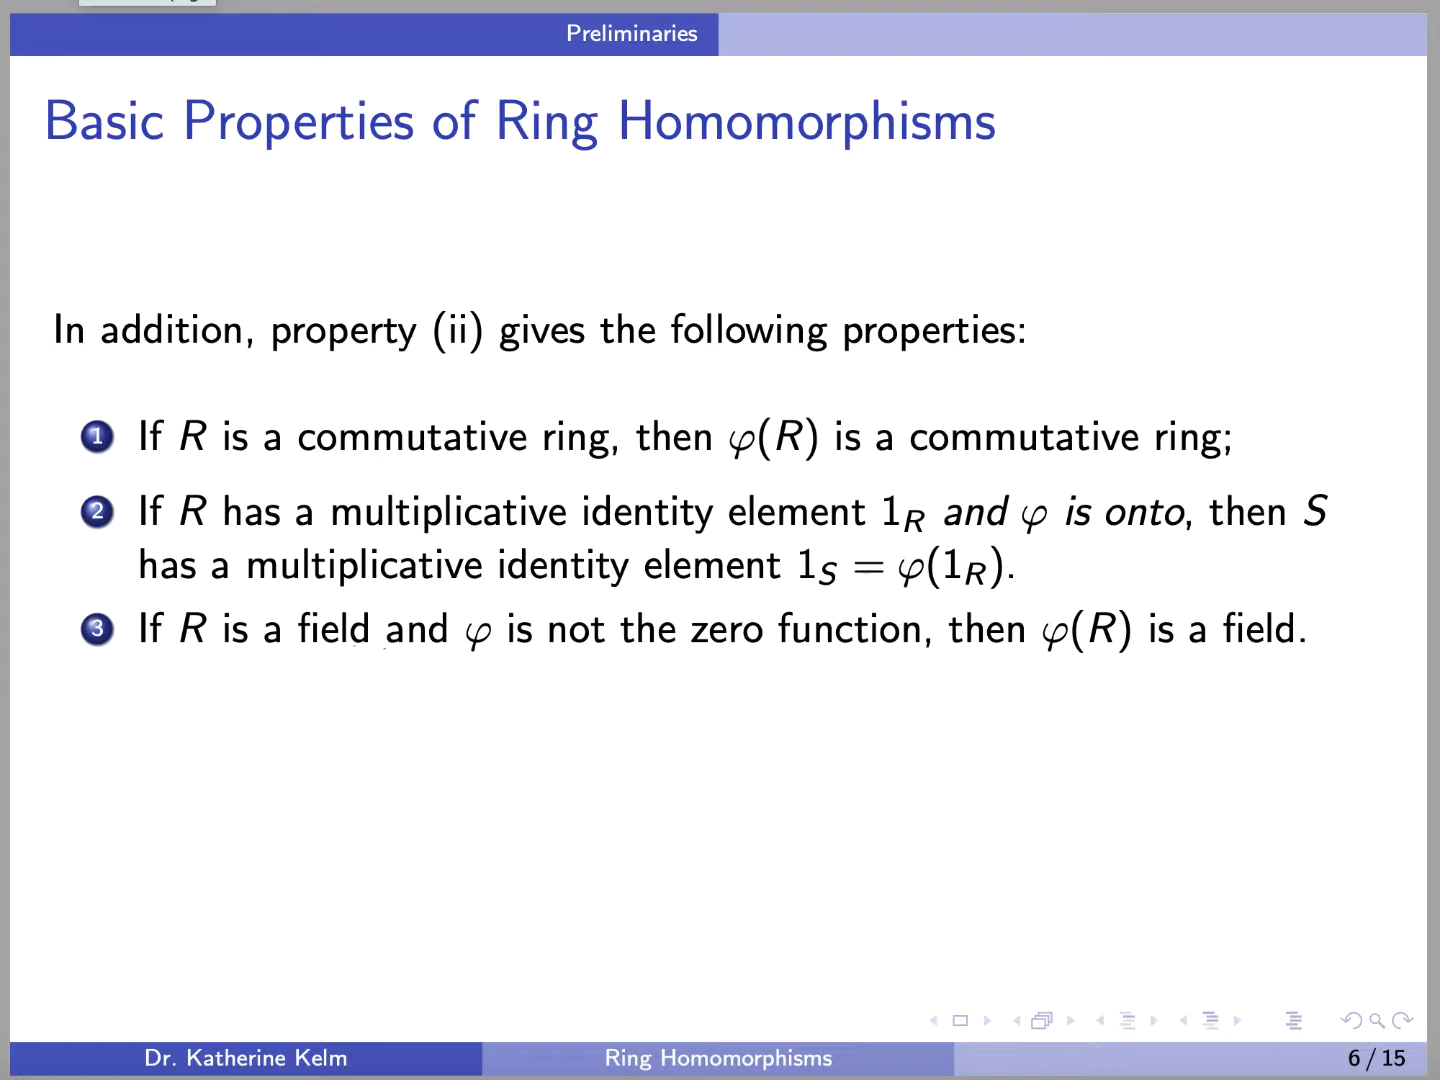 Preliminaries
Basic Properties of Ring Homomorphisms
In addition, property (ii) gives the following properties:
1 If R is a commutative ring, then φ(R) is a commutative ring;
2 If R has a multiplicative identity element 1_R and φ is onto, then S
has a multiplicative identity element 1_S = φ(1_R).
3 If R is a field and φ is not the zero function, then φ(R) is a field.
Dr. Katherine Kelm Ring Homomorphisms 6 / 15